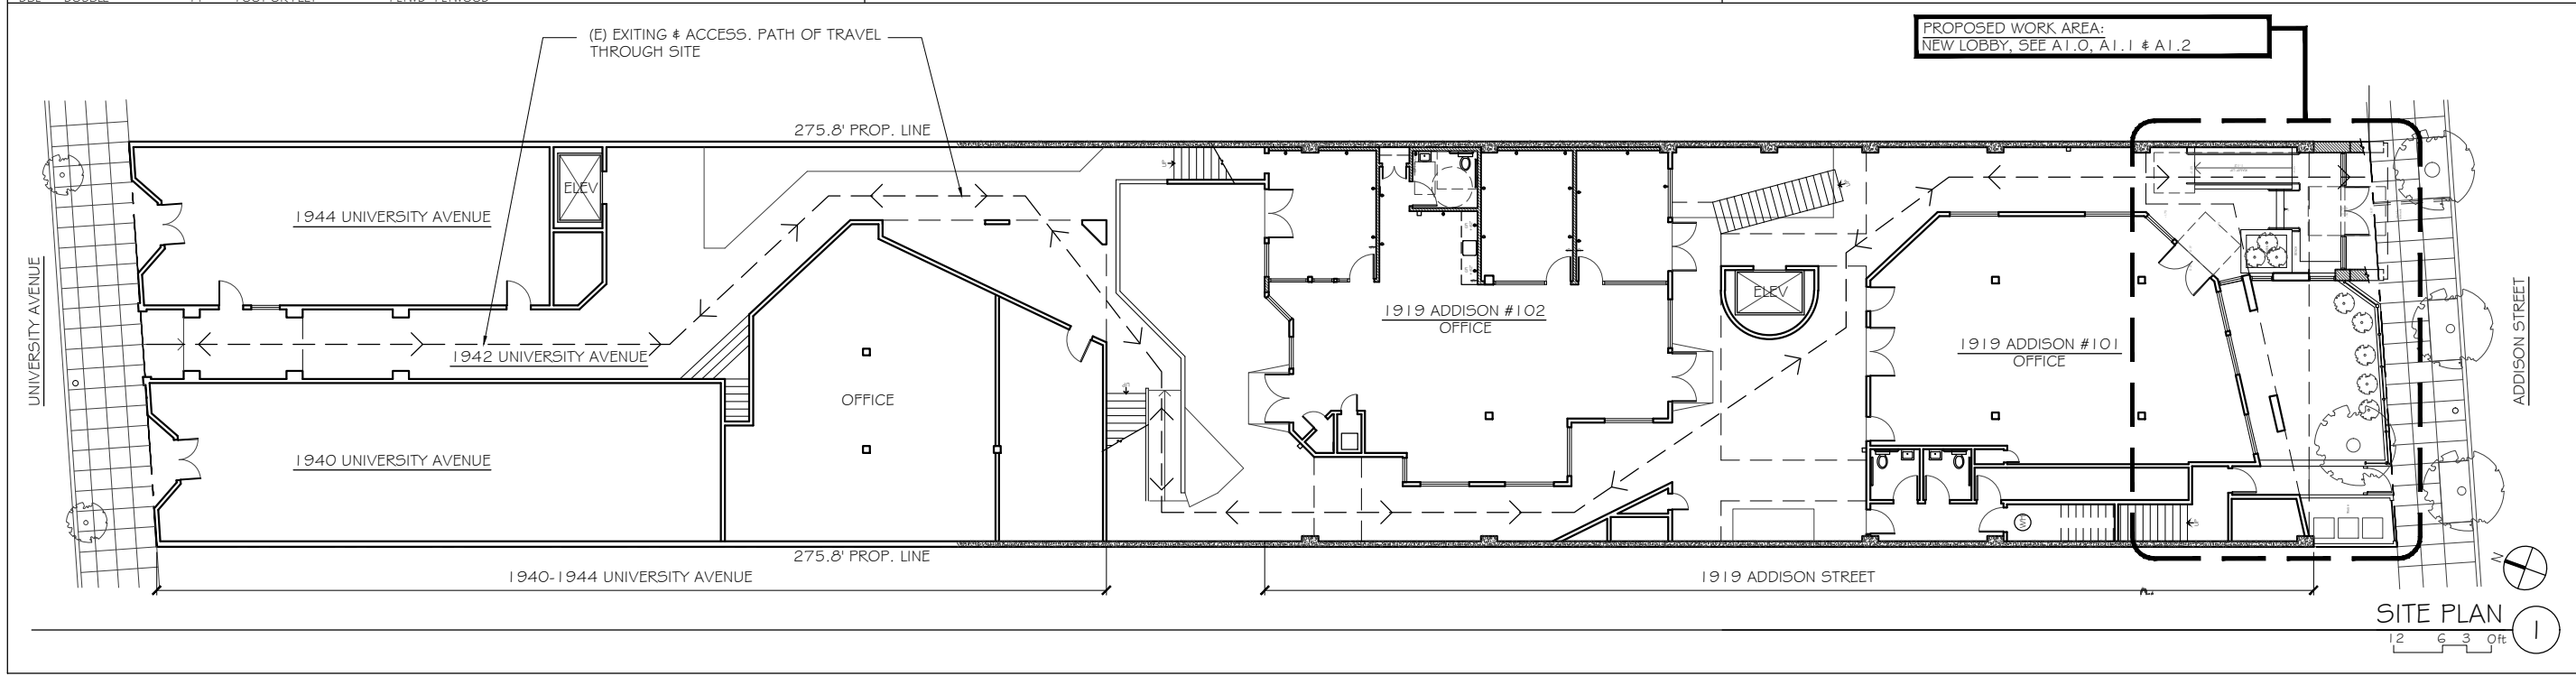 (E) EXITING & ACCESS. PATH OF TRAVEL
THROUGH SITE
PROPOSED WORK AREA:
NEW LOBBY, SEE A1.0, A1.1 & A1.2
275.8' PROP. LINE
ELEV
1944 UNIVERSITY AVENUE
UNIVERSITY AVENUE
1942 UNIVERSITY AVENUE
OFFICE
1940 UNIVERSITY AVENUE
1919 ADDISON #102
OFFICE
ELEV
1919 ADDISON #101
OFFICE
ADDISON STREET
WH
275.8' PROP. LINE
1940-1944 UNIVERSITY AVENUE
1919 ADDISON STREET
N
SITE PLAN
1
12 6 3 0ft